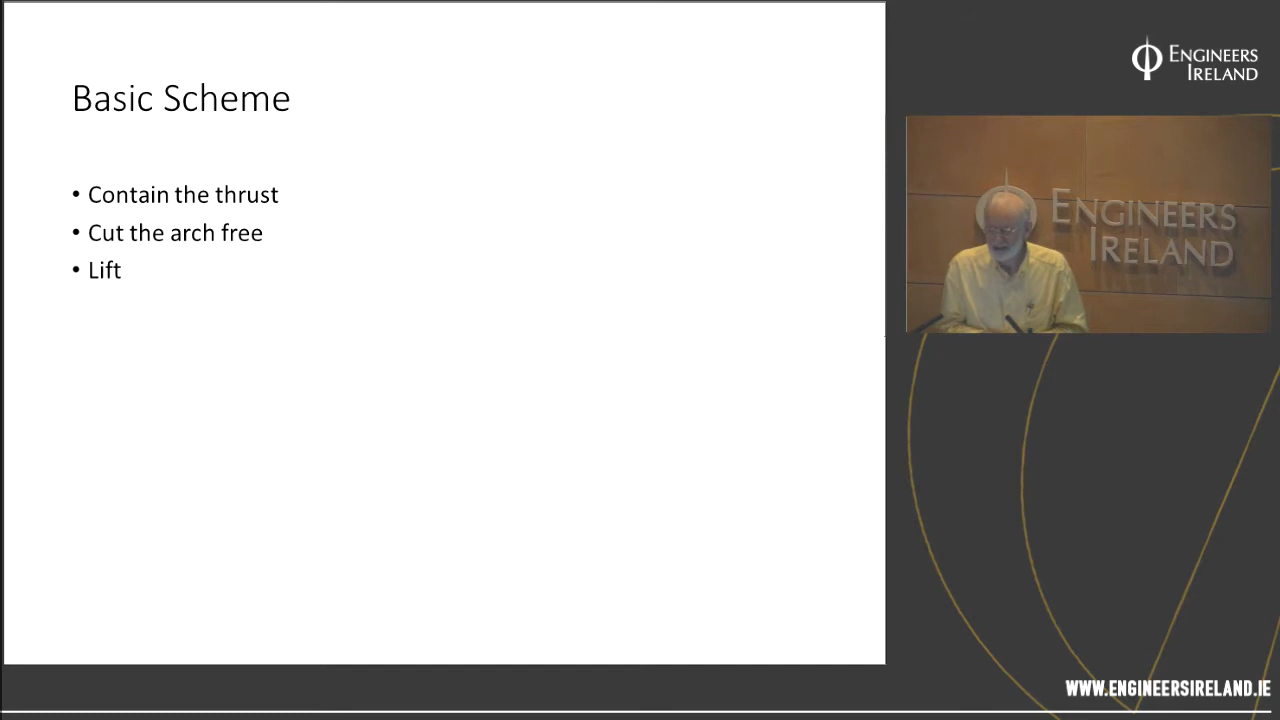 Basic Scheme
• Contain the thrust
• Cut the arch free
• Lift
ENGINEERS
IRELAND
ENGINEERS
IRELAND
WWW.ENGINEERSIRELAND.IE